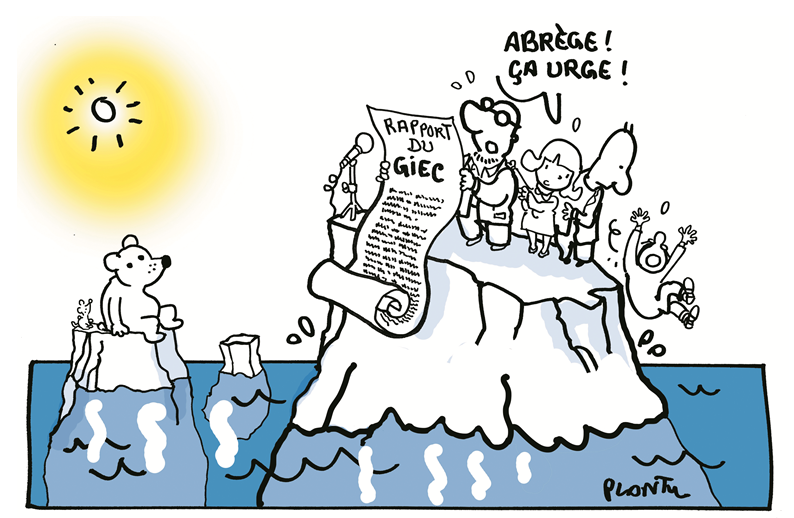 ABRÈGE !
ÇA URGE !
RAPPORT
DU
GIEC
PLANTU